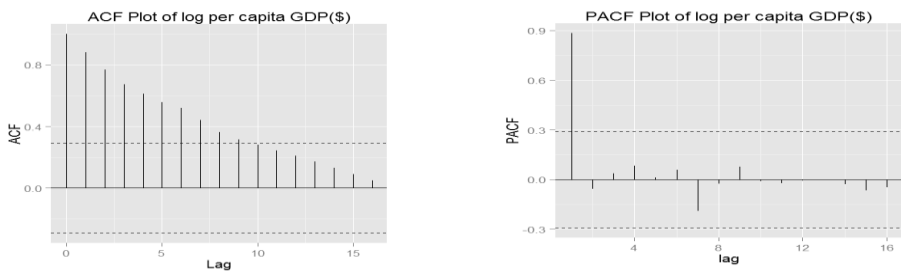 ACF Plot of log per capita GDP($)
0.8
0.4
0.0
ACF
0
5
10
15
Lag
PACF Plot of log per capita GDP($)
0.9
0.6
0.3
0.0
-0.3
PACF
4
8
12
16
lag